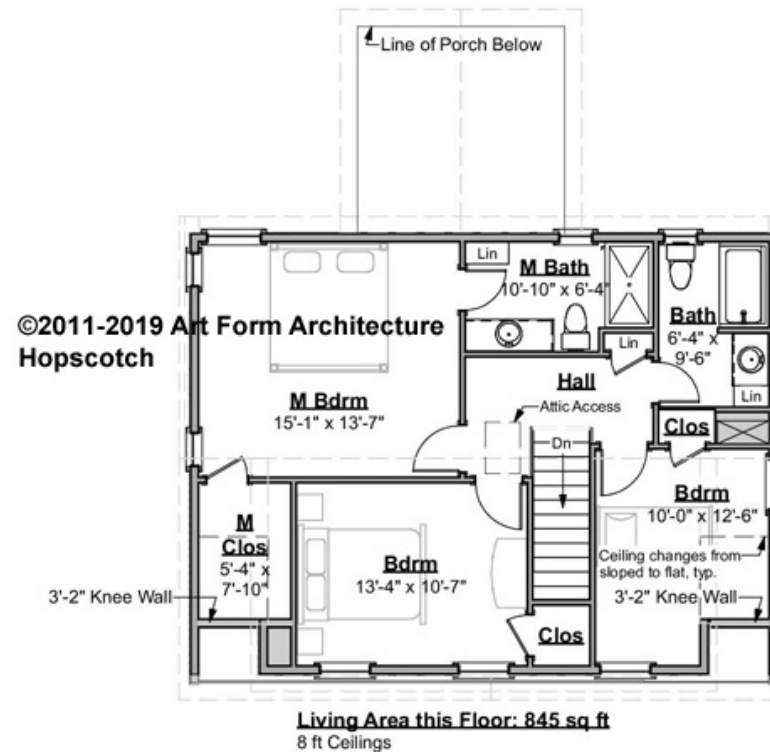 Line of Porch Below
Lin
M Bath
10'-10" x 6'-4"
Bath
6'-4" x
9'-6"
©2011-2019 Art Form Architecture
Hopscotch
Lin
Hall
Attic Access
Lin
M Bdrm
15'-1" x 13'-7"
Clos
Dn
Bdrm
10'-0" x 12'-6"
M
Clos
5'-4" x
7'-10"
Bdrm
13'-4" x 10'-7"
Ceiling changes from
sloped to flat, typ.
3'-2" Knee Wall
3'-2" Knee Wall
Clos
Living Area this Floor: 845 sq ft
8 ft Ceilings